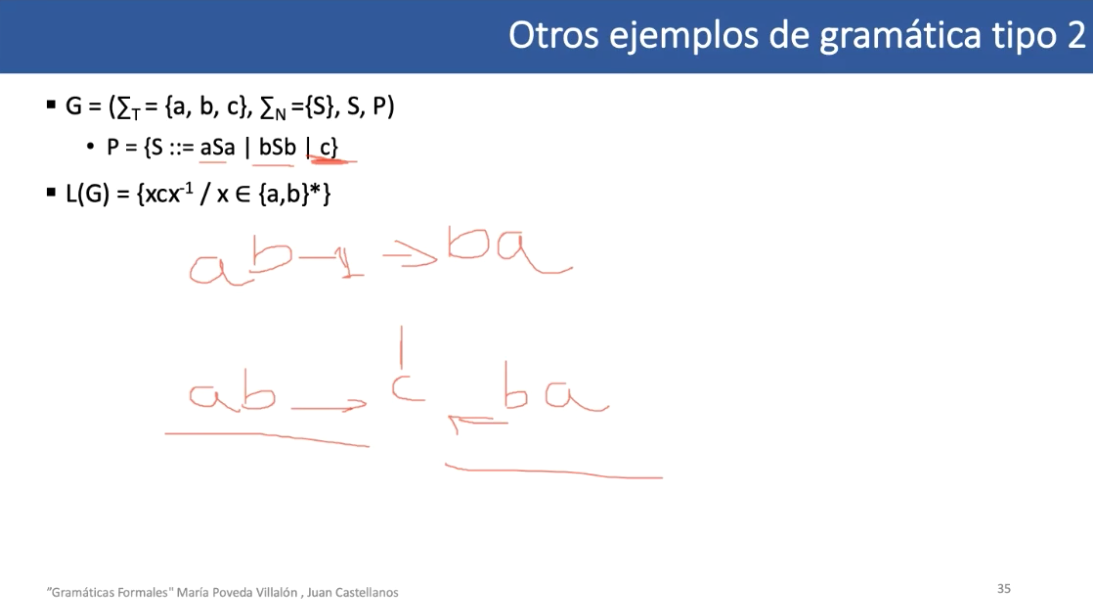 Otros ejemplos de gramática tipo 2
▪ G = (∑T = {a, b, c}, ∑N ={S}, S, P)
• P = {S ::= aSa | bSb | c}
▪ L(G) = {xcx⁻¹ / x ∈ {a,b}*}
ab-1 → ba
ab → c ← ba
“Gramáticas Formales" María Poveda Villalón , Juan Castellanos
35